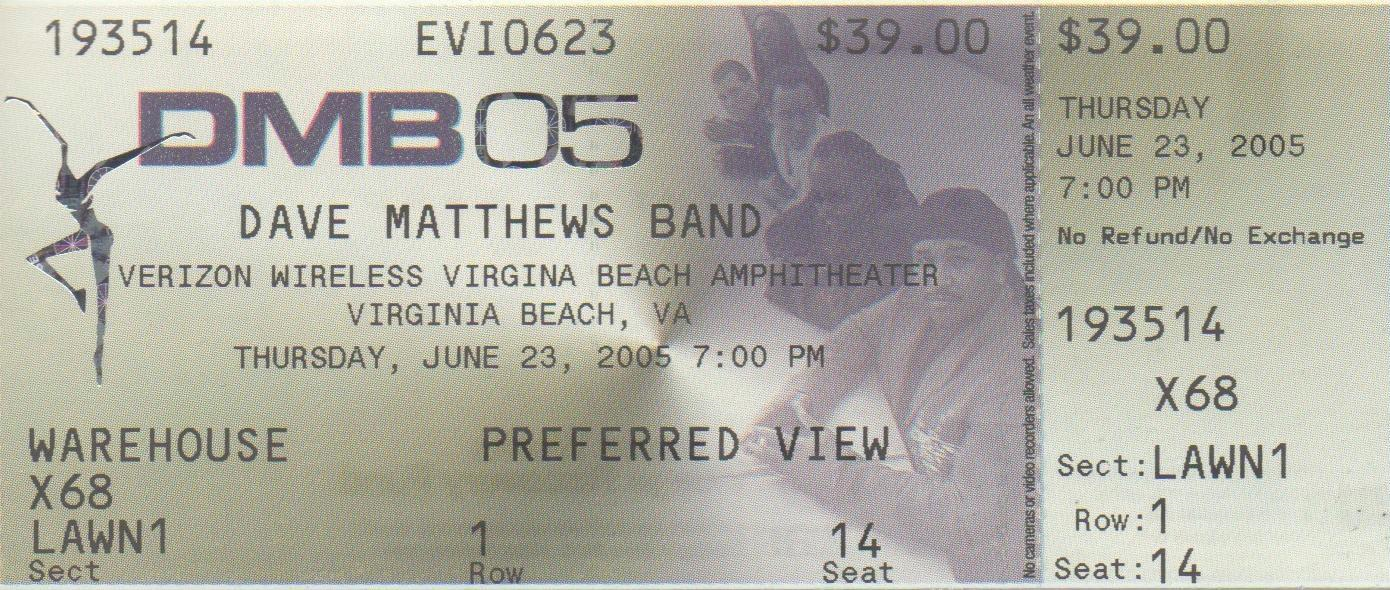 193514 EVI0623 $39.00
DMB05
DAVE MATTHEWS BAND
VERIZON WIRELESS VIRGINA BEACH AMPHITHEATER
VIRGINIA BEACH, VA
THURSDAY, JUNE 23, 2005 7:00 PM
WAREHOUSE PREFERRED VIEW
X68
LAWN1 1 14
Sect Row Seat
No cameras or video recorders allowed. Sales taxes included where applicable. An all weather event.
$39.00
THURSDAY
JUNE 23, 2005
7:00 PM
No Refund/No Exchange
193514
X68
Sect:LAWN1
Row:1
Seat:14